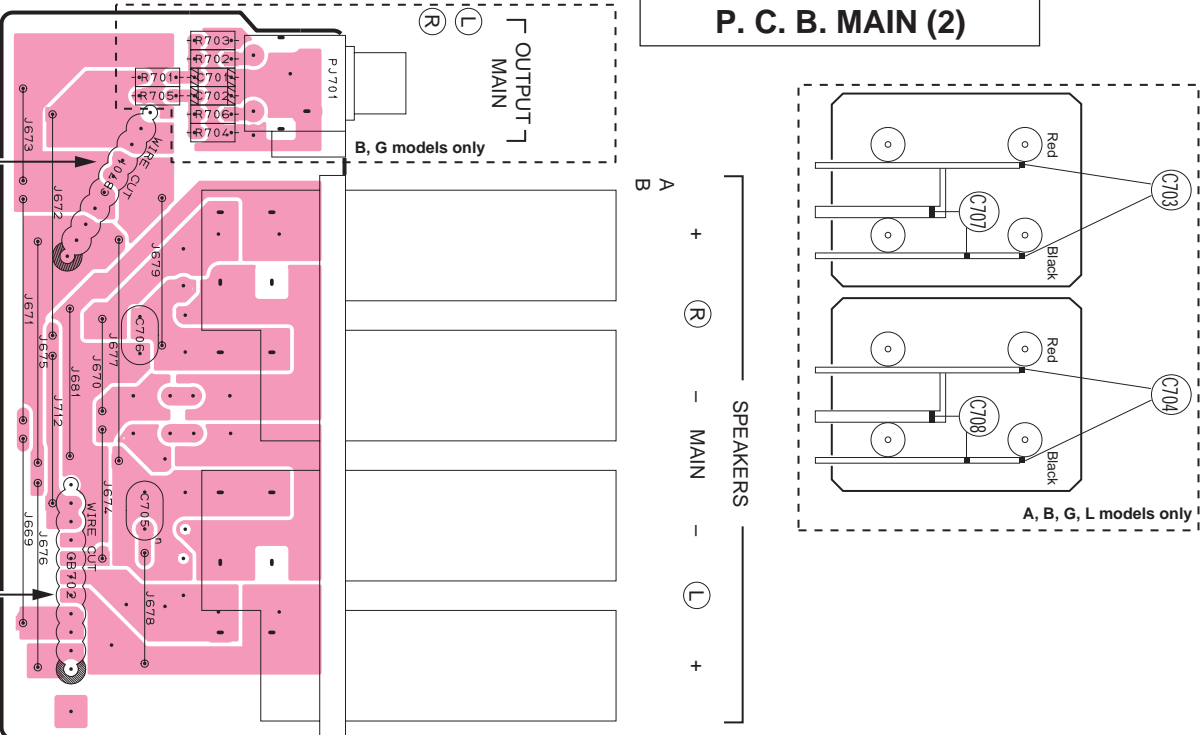 P. C. B. MAIN (2)
R
L
OUTPUT
MAIN
R703
R702
R701
C701
R705
C702
R706
R704
PJ701
B, G models only
WIRE CUT
CB701
J673
J672
J679
J671
J675
J681
J712
J670
J677
C706
J674
C705
J669
J676
WIRE CUT
CB702
J678
A
B
+
R
–
MAIN
–
L
+
SPEAKERS
Red
C703
C707
Black
Red
C704
C708
Black
A, B, G, L models only